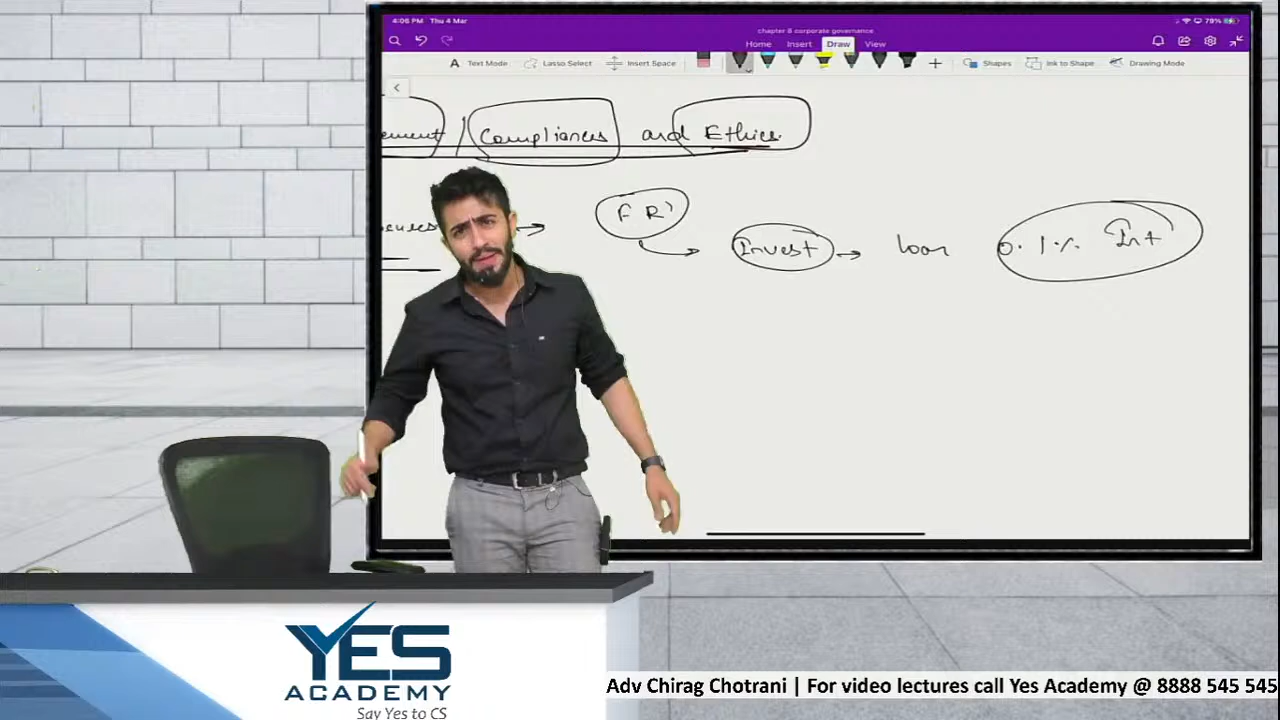 4:06 PM Thu 4 Mar
79%
chapter 8 corporate governance
Home Insert Draw View
Text Mode Lasso Select Insert Space Shapes Ink to Shape Drawing Mode
ement / Compliances and Ethics
F R)
Invest → loan 0.1% Int
YES
ACADEMY
Say Yes to CS
Adv Chirag Chotrani | For video lectures call Yes Academy @ 8888 545 545